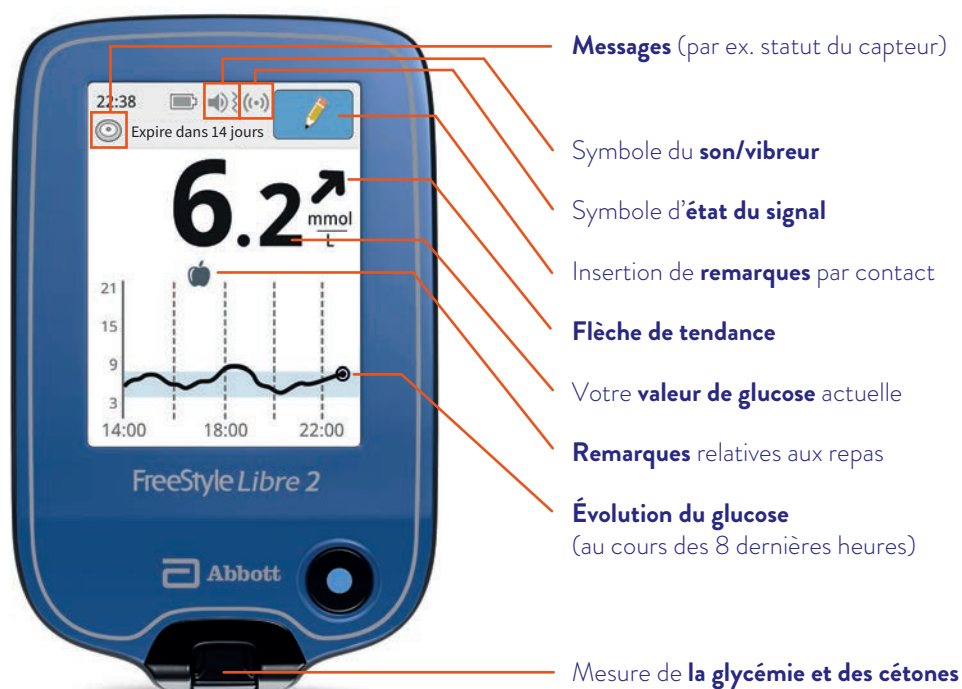 Messages (par ex. statut du capteur)
22:38
Expire dans 14 jours
Symbole du son/vibreur
6.2
mmol
L
Symbole d'état du signal
Insertion de remarques par contact
21
15
9
3
14:00 18:00 22:00
Flèche de tendance
Votre valeur de glucose actuelle
Remarques relatives aux repas
FreeStyle Libre 2
Évolution du glucose
(au cours des 8 dernières heures)
Abbott
Mesure de la glycémie et des cétones